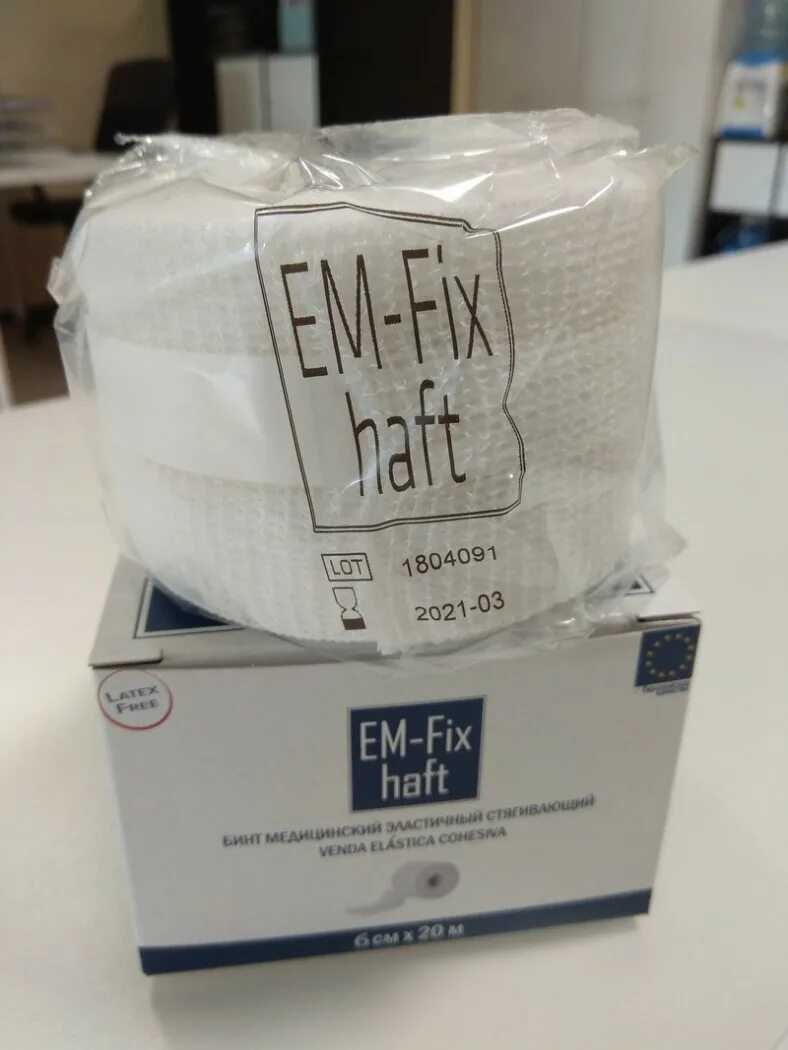 EM-Fix
haft
LOT 1804091
2021-03
LATEX
FREE
EM-Fix
haft
БИНТ МЕДИЦИНСКИЙ ЭЛАСТИЧНЫЙ СТЯГИВАЮЩИЙ
VENDA ELÁSTICA COHESIVA
6 СМ X 20 М